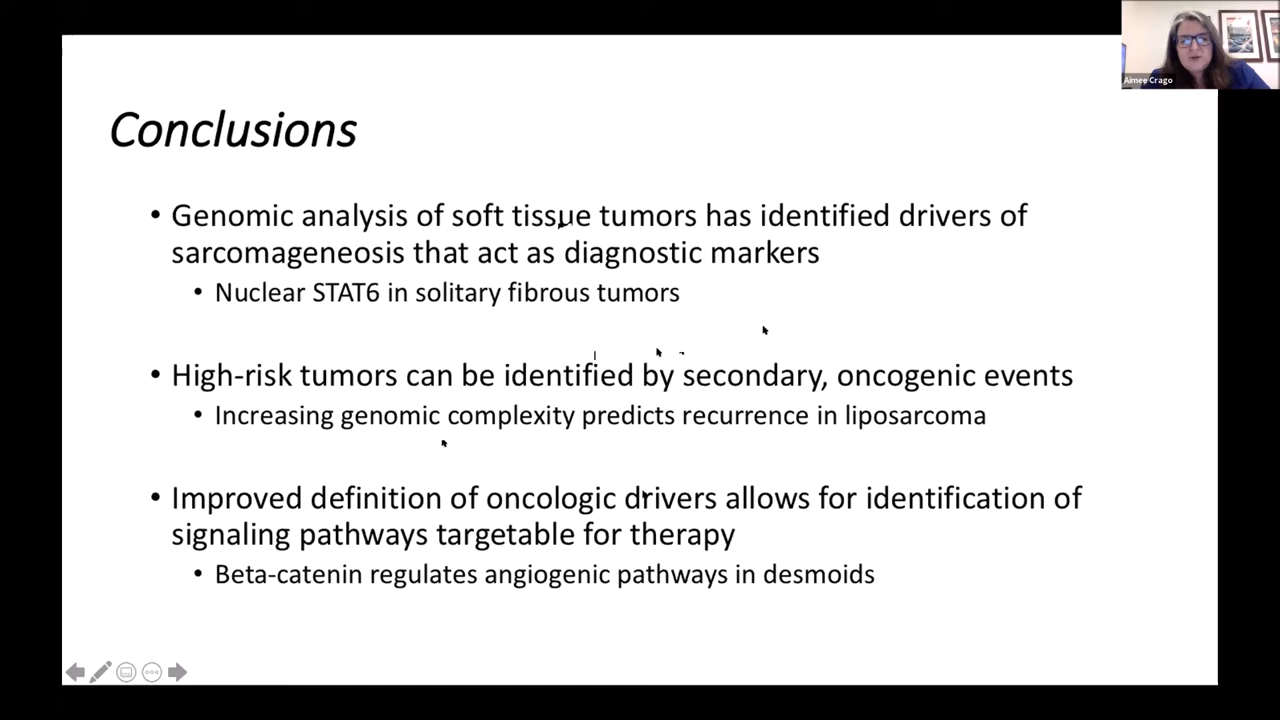 Aimee Crago
Conclusions
• Genomic analysis of soft tissue tumors has identified drivers of
sarcomageneosis that act as diagnostic markers
• Nuclear STAT6 in solitary fibrous tumors
• High-risk tumors can be identified by secondary, oncogenic events
• Increasing genomic complexity predicts recurrence in liposarcoma
• Improved definition of oncologic drivers allows for identification of
signaling pathways targetable for therapy
• Beta-catenin regulates angiogenic pathways in desmoids